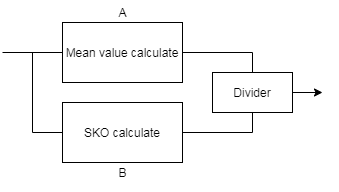 A
Mean value calculate
Divider
SKO calculate
B